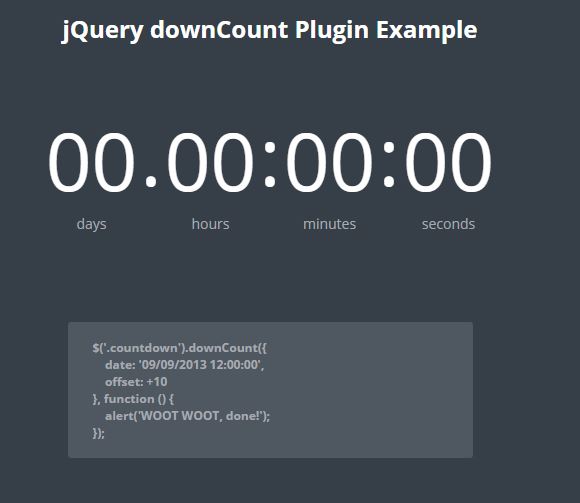 jQuery downCount Plugin Example
00.00:00:00
days hours minutes seconds
$('.countdown').downCount({
    date: '09/09/2013 12:00:00',
    offset: +10
}, function () {
    alert('WOOT WOOT, done!');
});